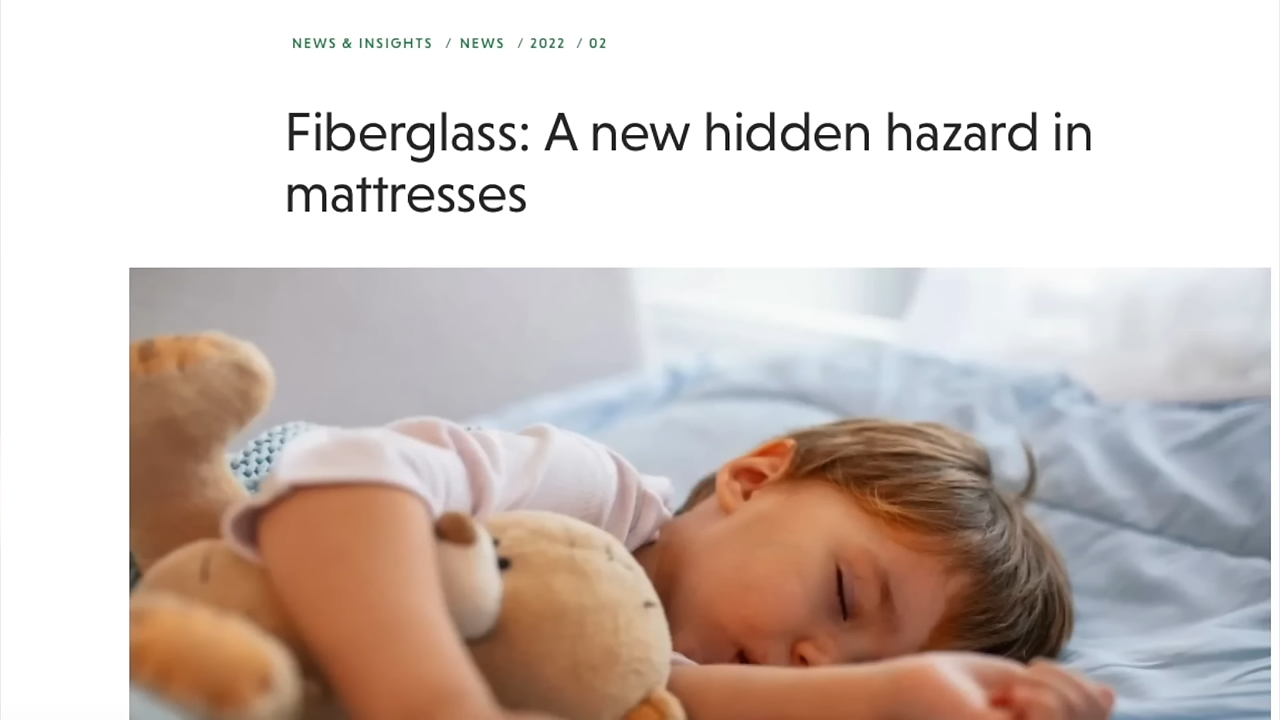 NEWS & INSIGHTS / NEWS / 2022 / 02
Fiberglass: A new hidden hazard in
mattresses